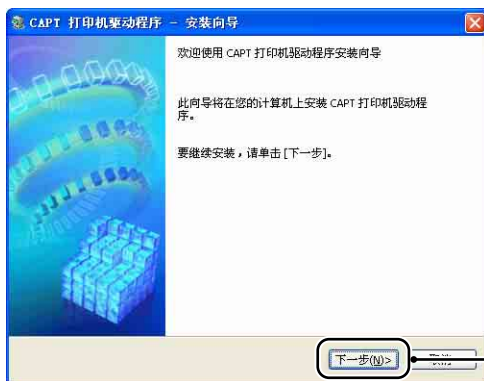 CAPT 打印机驱动程序 - 安装向导
欢迎使用 CAPT 打印机驱动程序安装向导
此向导将在您的计算机上安装 CAPT 打印机驱动程
序。
要继续安装，请单击 [下一步]。
下一步(N)>